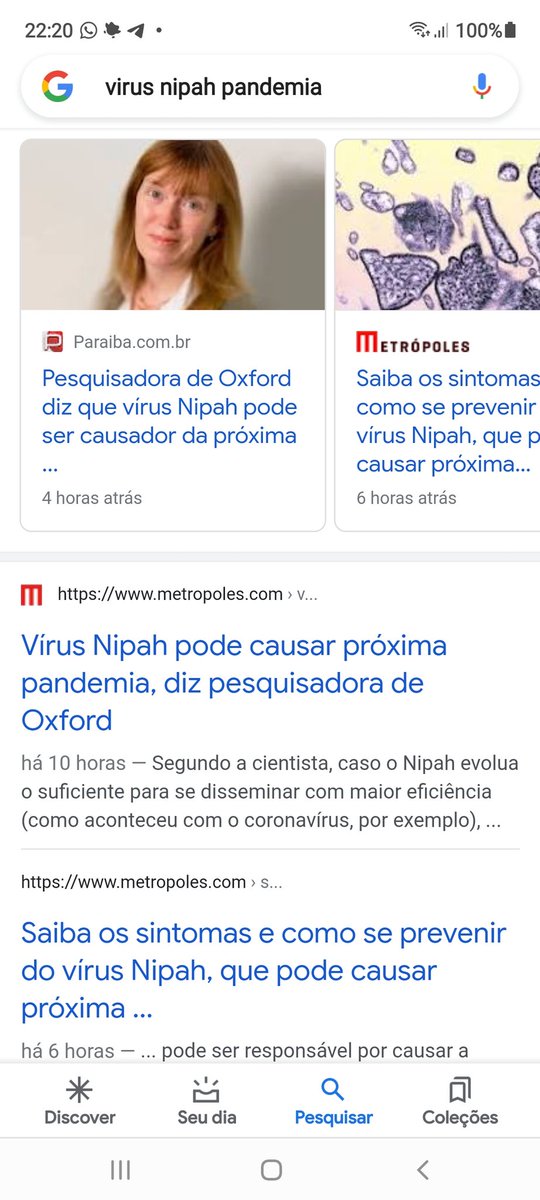 22:20
100%
virus nipah pandemia
Paraiba.com.br
Pesquisadora de Oxford
diz que vírus Nipah pode
ser causador da próxima
...
4 horas atrás
METRÓPOLES
Saiba os sintomas
como se prevenir
vírus Nipah, que p
causar próxima...
6 horas atrás
https://www.metropoles.com › v...
Vírus Nipah pode causar próxima
pandemia, diz pesquisadora de
Oxford
há 10 horas — Segundo a cientista, caso o Nipah evolua
o suficiente para se disseminar com maior eficiência
(como aconteceu com o coronavírus, por exemplo), ...
https://www.metropoles.com › s...
Saiba os sintomas e como se prevenir
do vírus Nipah, que pode causar
próxima ...
há 6 horas — ... pode ser responsável por causar a
Discover
Seu dia
Pesquisar
Coleções